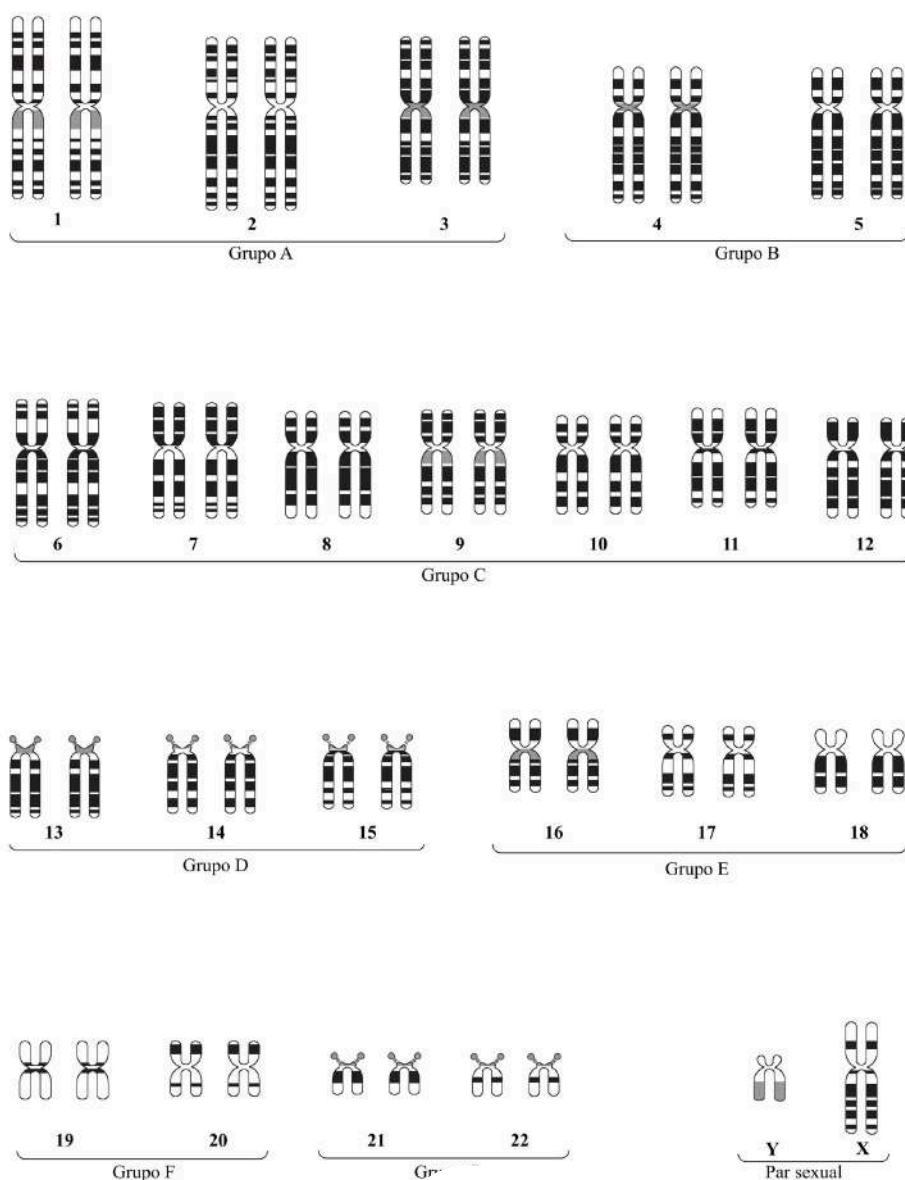 1 2 3 4 5
Grupo A Grupo B
6 7 8 9 10 11 12
Grupo C
13 14 15 16 17 18
Grupo D Grupo E
19 20 21 22 Y X
Grupo F Par sexual